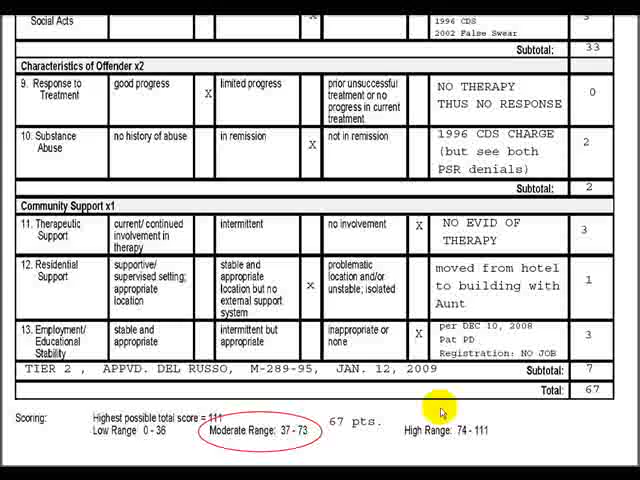 Social Acts
X
1996 CDS
2002 False Swear
Subtotal: 33
Characteristics of Offender x2
9. Response to Treatment
good progress
X
limited progress
prior unsuccessful treatment or no progress in current treatment
NO THERAPY
THUS NO RESPONSE
0
10. Substance Abuse
no history of abuse
in remission
X
not in remission
1996 CDS CHARGE
(but see both
PSR denials)
2
Subtotal: 2
Community Support x1
11. Therapeutic Support
current/ continued involvement in therapy
intermittent
no involvement
X
NO EVID OF
THERAPY
3
12. Residential Support
supportive/ supervised setting; appropriate location
stable and appropriate location but no external support system
x
problematic location and/or unstable; isolated
moved from hotel
to building with
Aunt
1
13. Employment/ Educational Stability
stable and appropriate
intermittent but appropriate
inappropriate or none
X
per DEC 10, 2008
Pat PD
Registration: NO JOB
3
TIER 2 , APPVD. DEL RUSSO, M-289-95, JAN. 12, 2009 Subtotal: 7
Total: 67
Scoring: Highest possible total score = 111
67 pts.
Low Range 0 - 36 Moderate Range: 37 - 73 High Range: 74 - 111